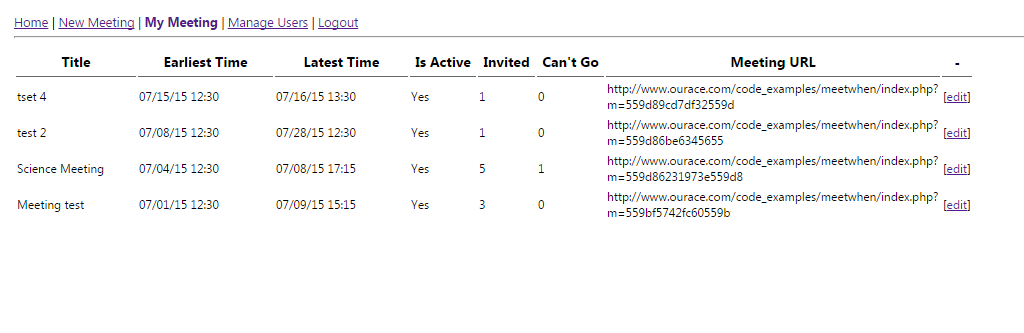 Home | New Meeting | My Meeting | Manage Users | Logout
Title Earliest Time Latest Time Is Active Invited Can't Go Meeting URL -
tset 4 07/15/15 12:30 07/16/15 13:30 Yes 1 0 http://www.ourace.com/code_examples/meetwhen/index.php? [edit]
m=559d89cd7df32559d
test 2 07/08/15 12:30 07/28/15 12:30 Yes 1 0 http://www.ourace.com/code_examples/meetwhen/index.php? [edit]
m=559d86be6345655
Science Meeting 07/04/15 12:30 07/08/15 17:15 Yes 5 1 http://www.ourace.com/code_examples/meetwhen/index.php? [edit]
m=559d86231973e559d8
Meeting test 07/01/15 12:30 07/09/15 15:15 Yes 3 0 http://www.ourace.com/code_examples/meetwhen/index.php? [edit]
m=559bf5742fc60559b